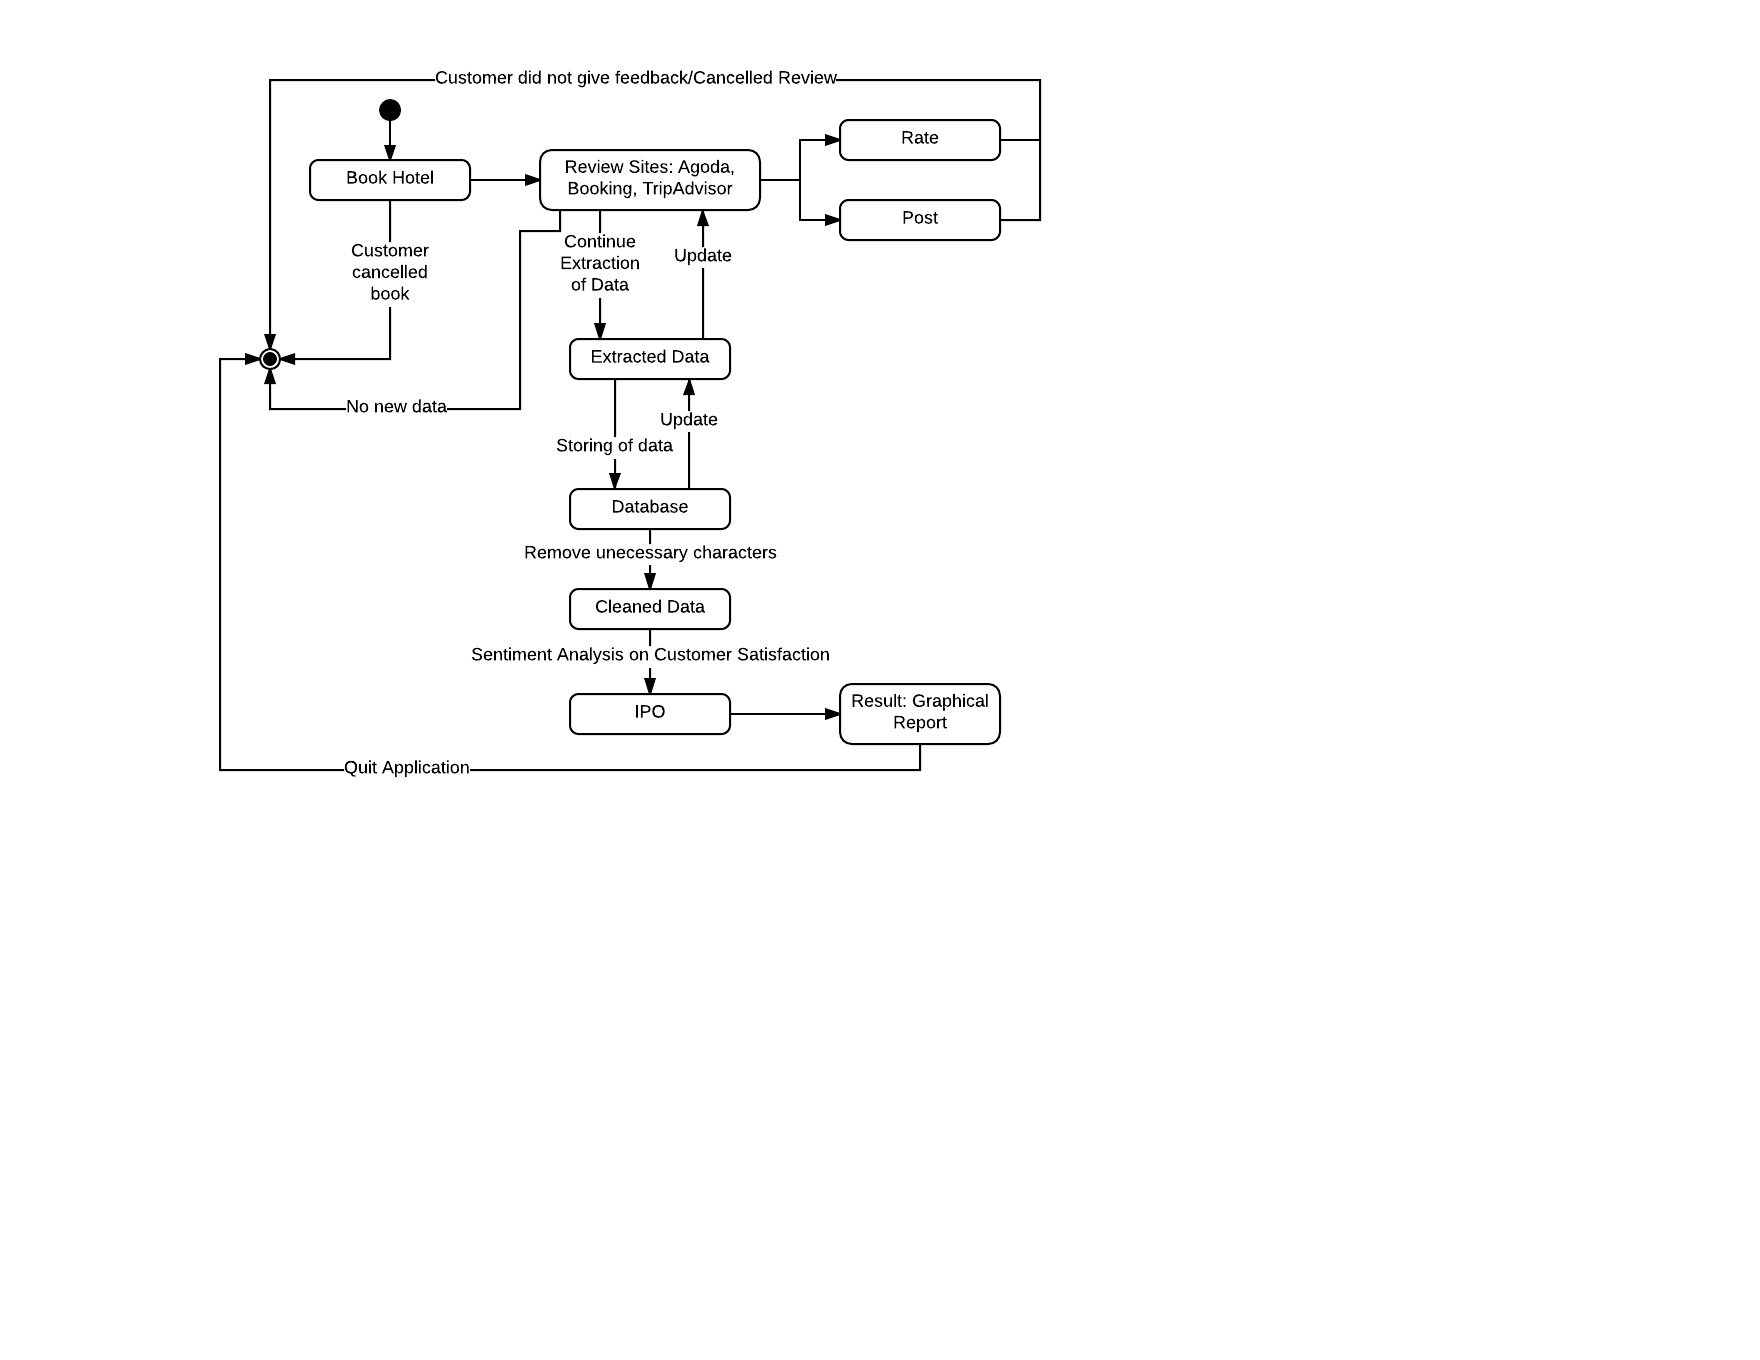 Customer did not give feedback/Cancelled Review
Rate
Book Hotel
Review Sites: Agoda,
Booking, TripAdvisor
Post
Customer
cancelled
book
Continue
Extraction
of Data
Update
Extracted Data
No new data
Update
Storing of data
Database
Remove unecessary characters
Cleaned Data
Sentiment Analysis on Customer Satisfaction
IPO
Result: Graphical
Report
Quit Application